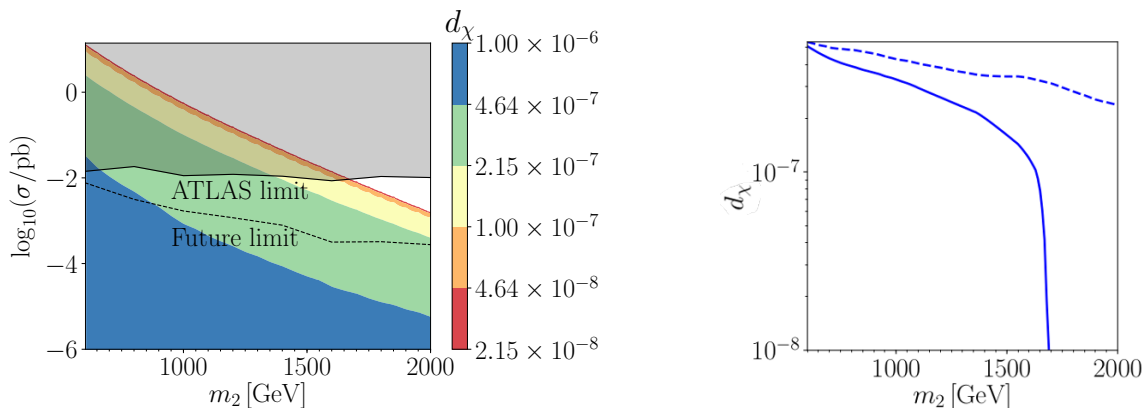 d_χ
1.00 × 10⁻⁶
4.64 × 10⁻⁷
2.15 × 10⁻⁷
1.00 × 10⁻⁷
4.64 × 10⁻⁸
2.15 × 10⁻⁸
log₁₀(σ/pb)
0
−2
−4
−6
ATLAS limit
Future limit
1000
1500
2000
m₂ [GeV]
d_χ
10⁻⁷
10⁻⁸
1000
1500
2000
m₂ [GeV]